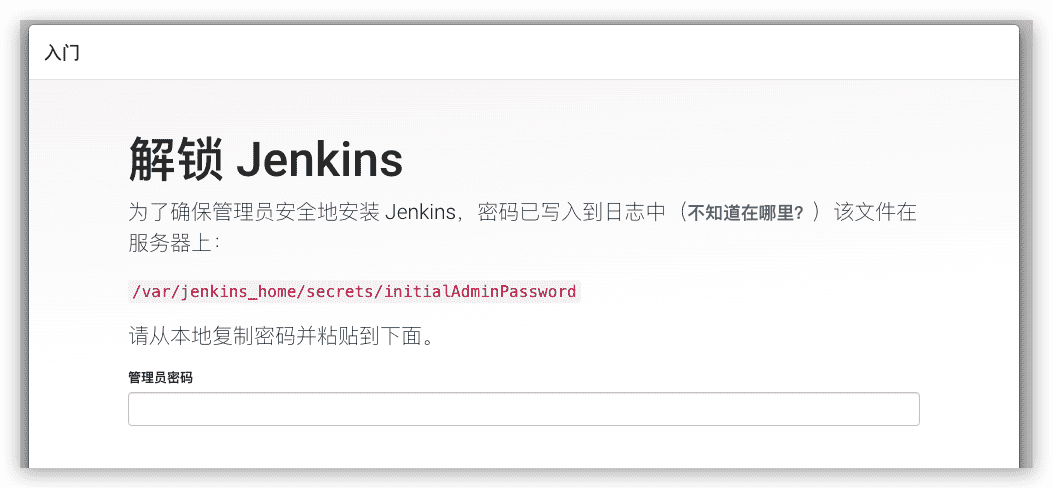 入门
解锁 Jenkins
为了确保管理员安全地安装 Jenkins，密码已写入到日志中（不知道在哪里？）该文件在
服务器上：
/var/jenkins_home/secrets/initialAdminPassword
请从本地复制密码并粘贴到下面。
管理员密码